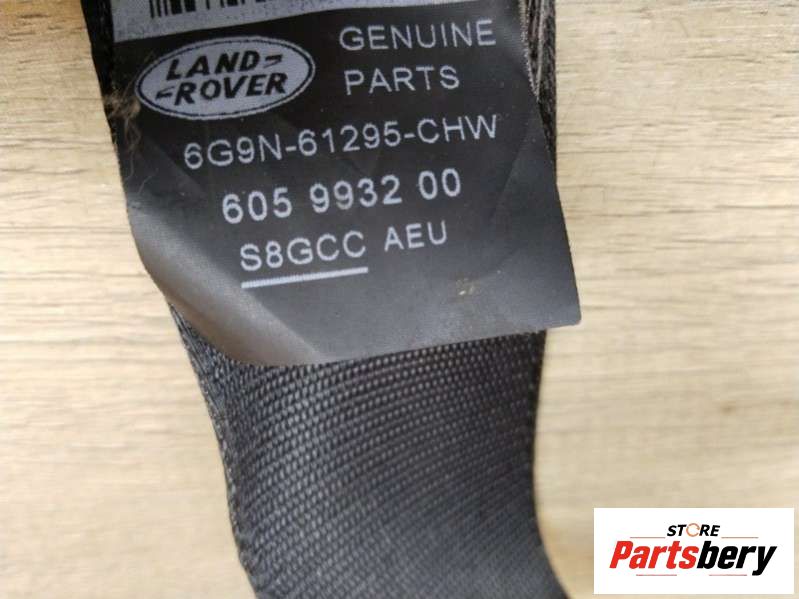 LAND
ROVER
GENUINE
PARTS
6G9N-61295-CHW
605 9932 00
S8GCC AEU
STORE
Partsbery